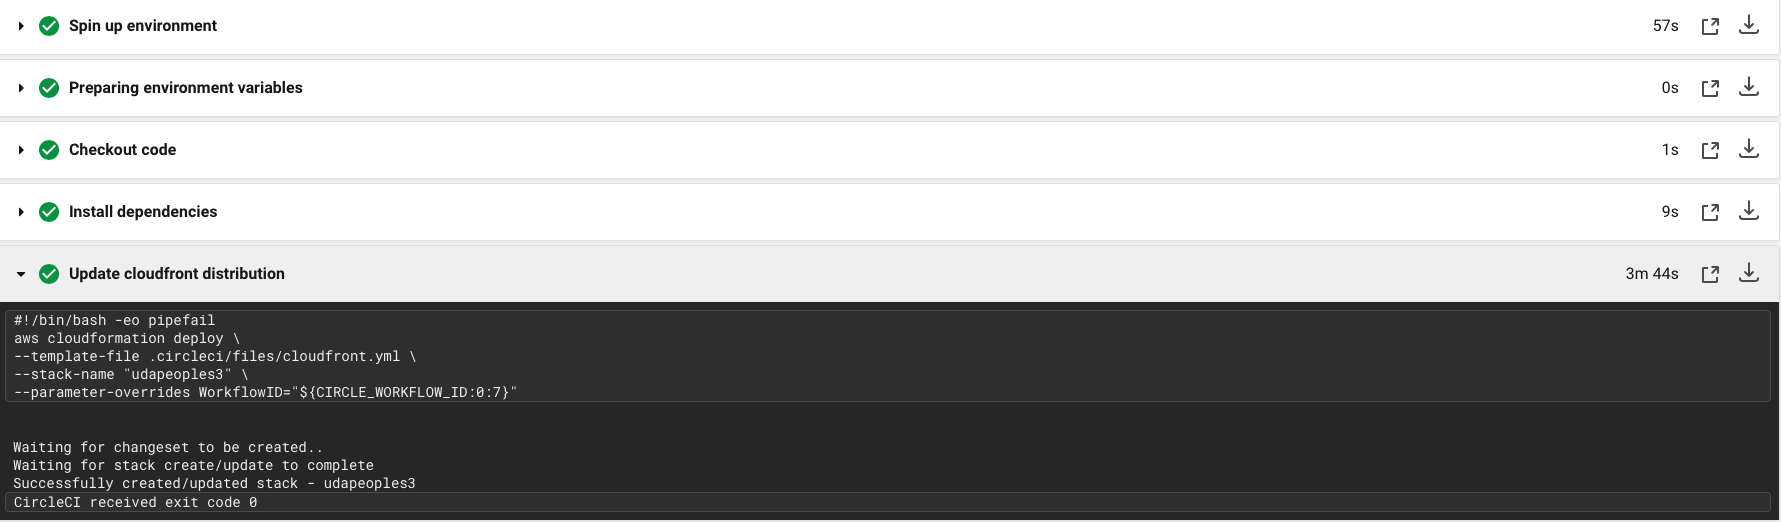 Spin up environment 57s
Preparing environment variables 0s
Checkout code 1s
Install dependencies 9s
Update cloudfront distribution 3m 44s
#!/bin/bash -eo pipefail
aws cloudformation deploy \
--template-file .circleci/files/cloudfront.yml \
--stack-name "udapeoples3" \
--parameter-overrides WorkflowID="${CIRCLE_WORKFLOW_ID:0:7}"
Waiting for changeset to be created..
Waiting for stack create/update to complete
Successfully created/updated stack - udapeoples3
CircleCI received exit code 0